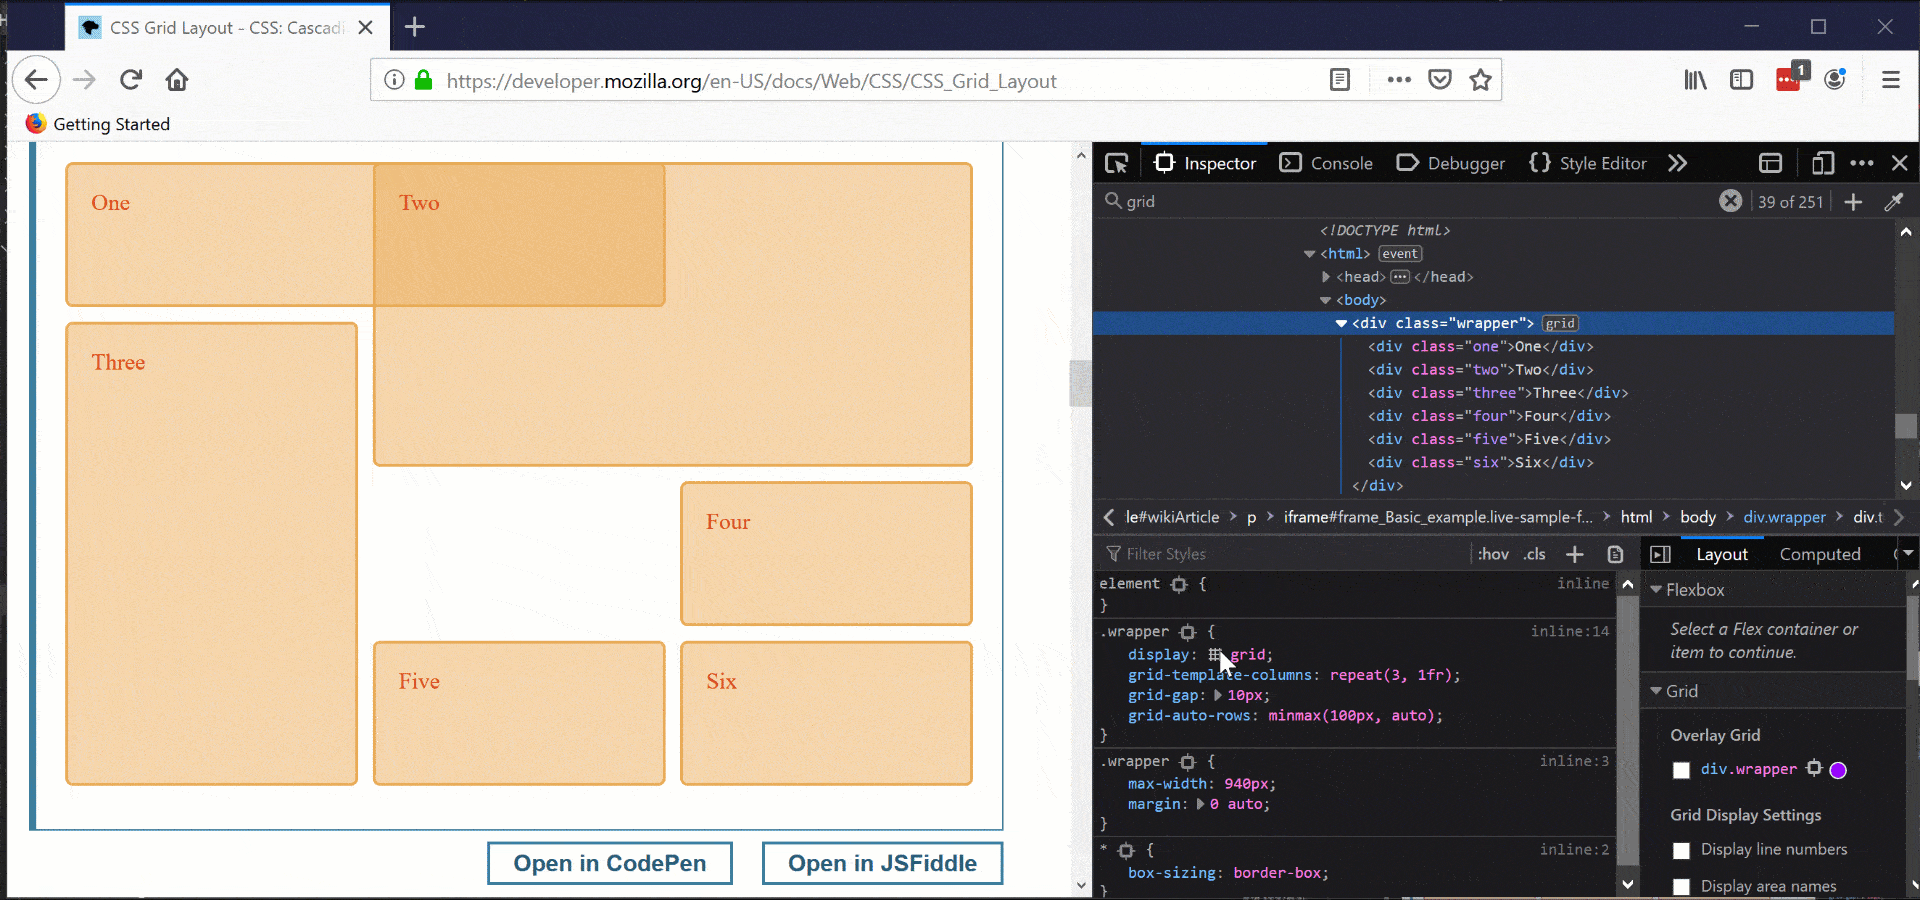 CSS Grid Layout - CSS: Cascadi
https://developer.mozilla.org/en-US/docs/Web/CSS/CSS_Grid_Layout
1
Getting Started
One
Two
Three
Four
Five
Six
Open in CodePen
Open in JSFiddle
Inspector
Console
Debugger
Style Editor
grid
39 of 251
<!DOCTYPE html>
<html> event
<head> ... </head>
<body>
<div class="wrapper"> grid
<div class="one">One</div>
<div class="two">Two</div>
<div class="three">Three</div>
<div class="four">Four</div>
<div class="five">Five</div>
<div class="six">Six</div>
</div>
le#wikiArticle > p > iframe#frame_Basic_example.live-sample-f... > html > body > div.wrapper > div.t
Filter Styles
:hov .cls +
element {
inline
}
.wrapper {
inline:14
display: grid;
grid-template-columns: repeat(3, 1fr);
grid-gap: 10px;
grid-auto-rows: minmax(100px, auto);
}
.wrapper {
inline:3
max-width: 940px;
margin: 0 auto;
}
* {
inline:2
box-sizing: border-box;
}
Layout
Computed
Flexbox
Select a Flex container or
item to continue.
Grid
Overlay Grid
div.wrapper
Grid Display Settings
Display line numbers
Display area names